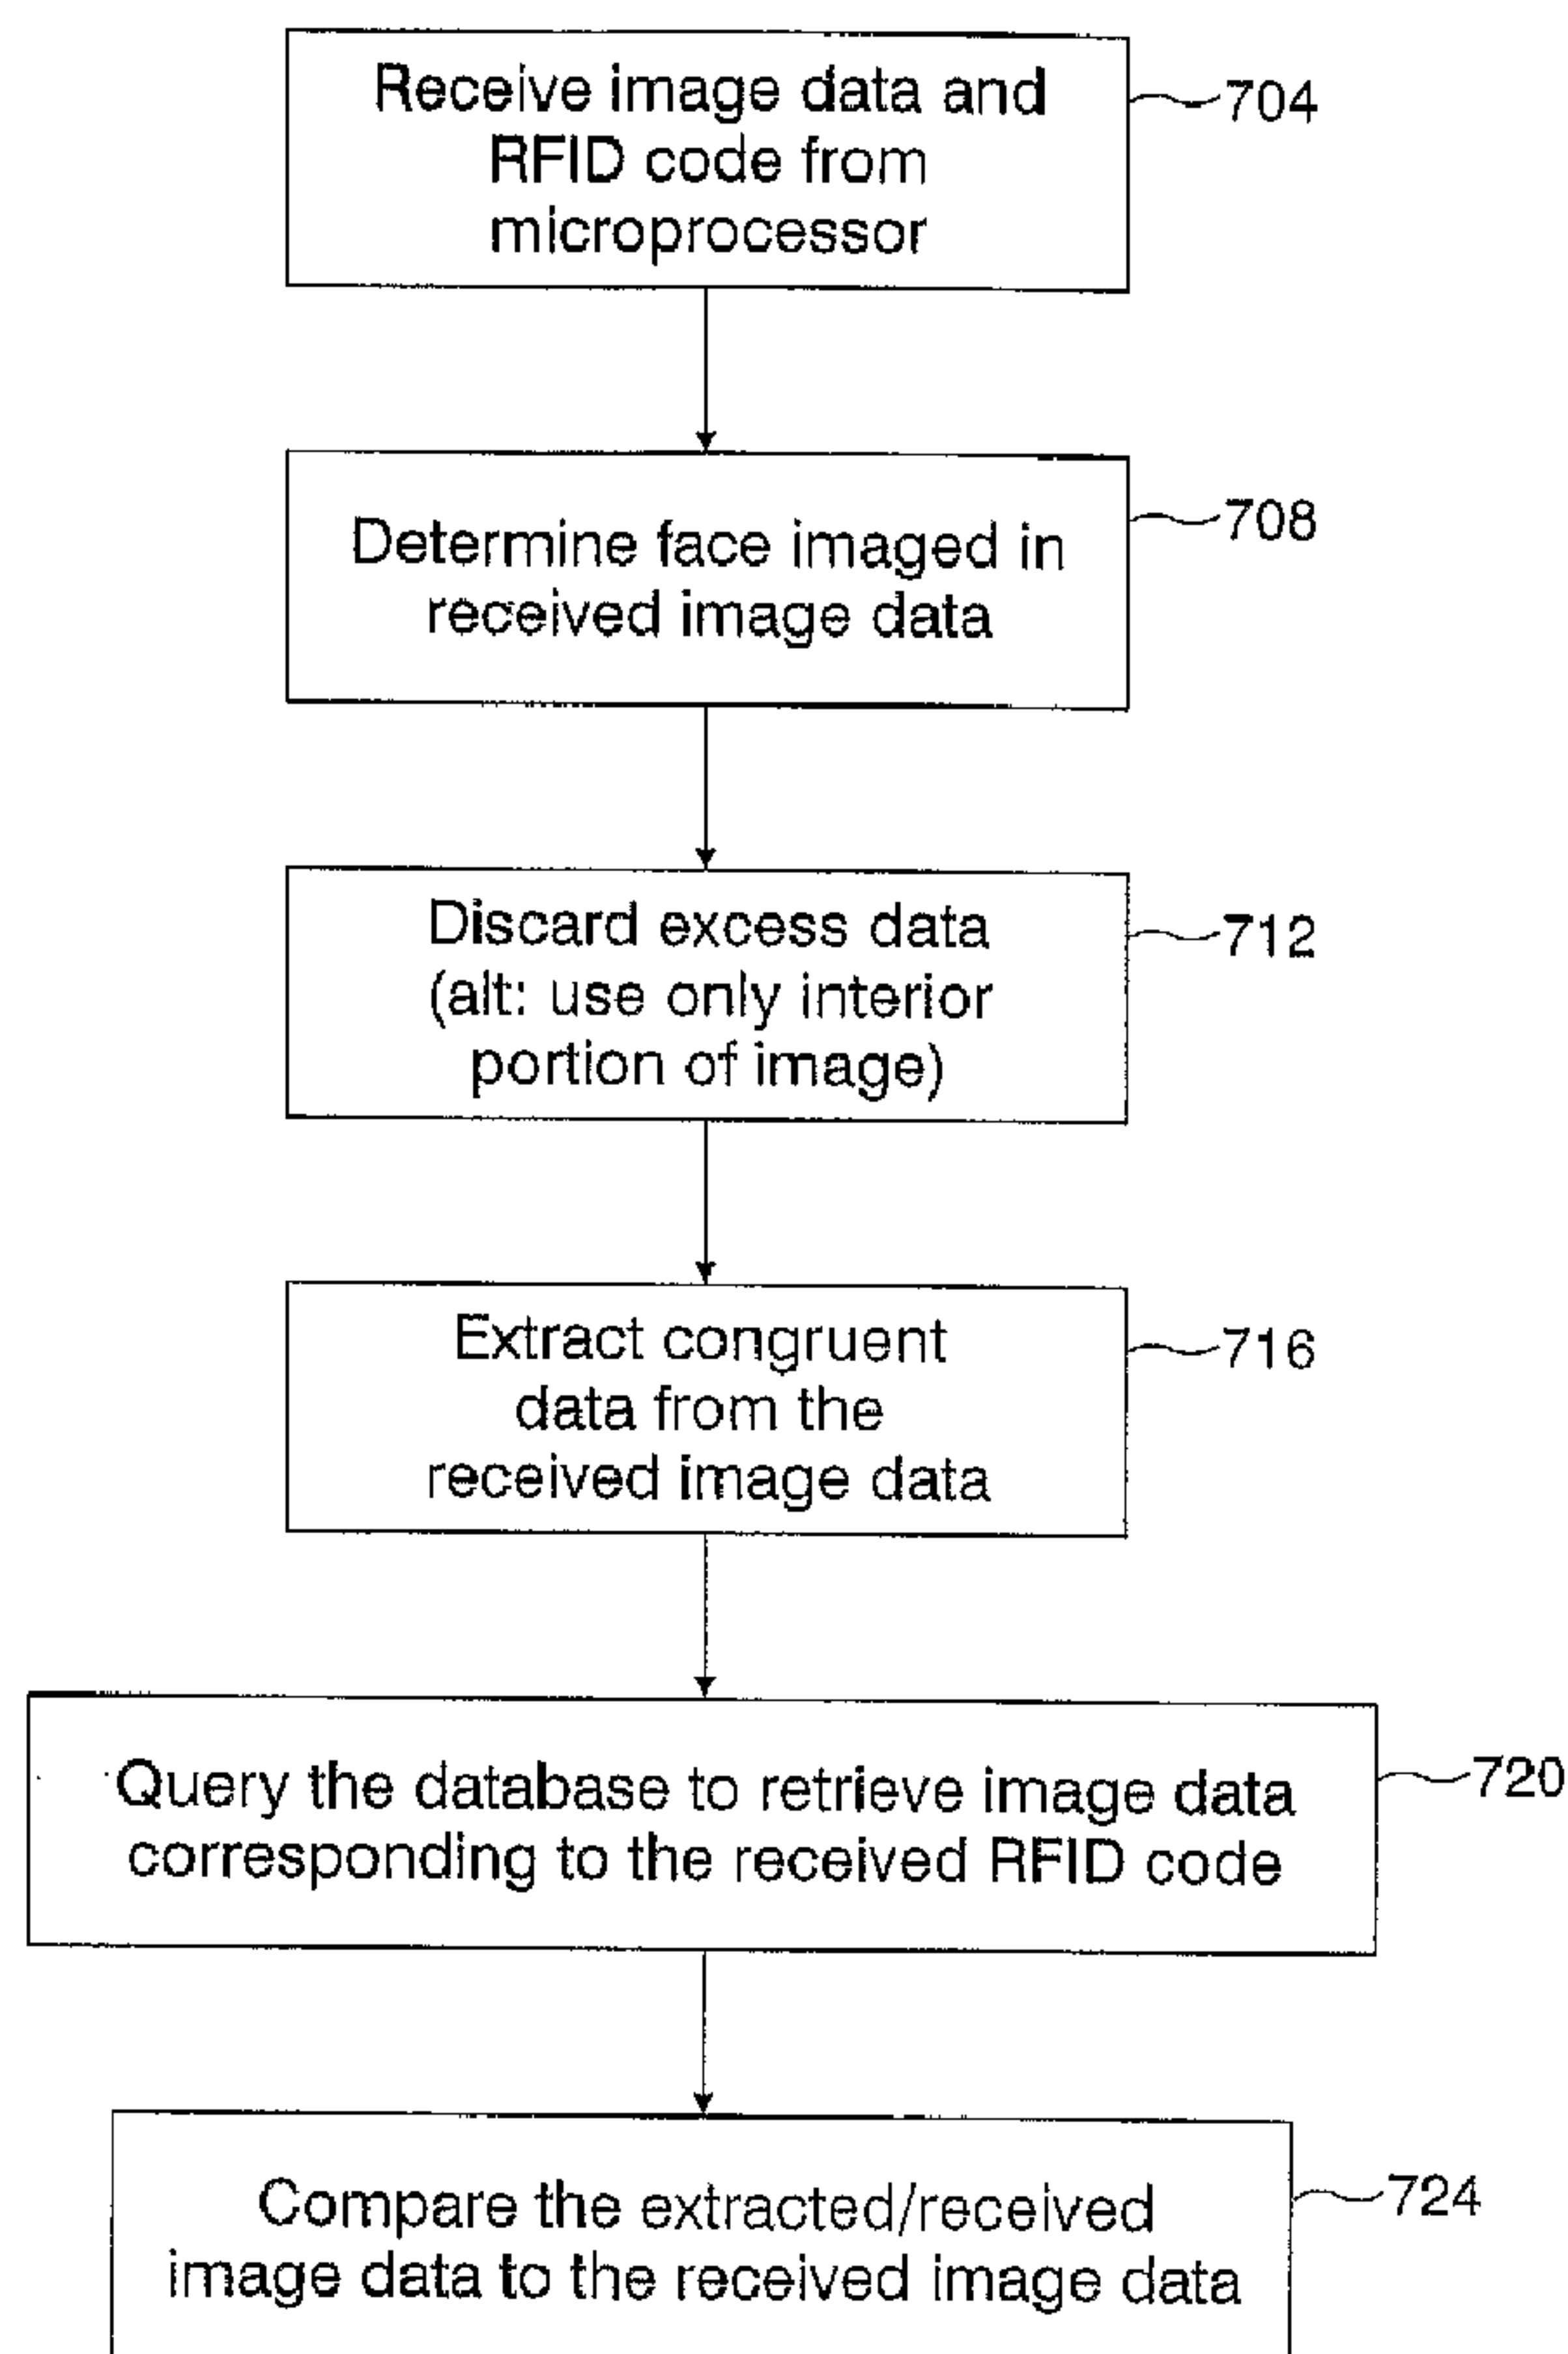 Receive image data and
RFID code from
microprocessor
704
Determine face imaged in
received image data
708
Discard excess data
(alt: use only interior
portion of image)
712
Extract congruent
data from the
received image data
716
Query the database to retrieve image data
corresponding to the received RFID code
720
Compare the extracted/received
image data to the received image data
724